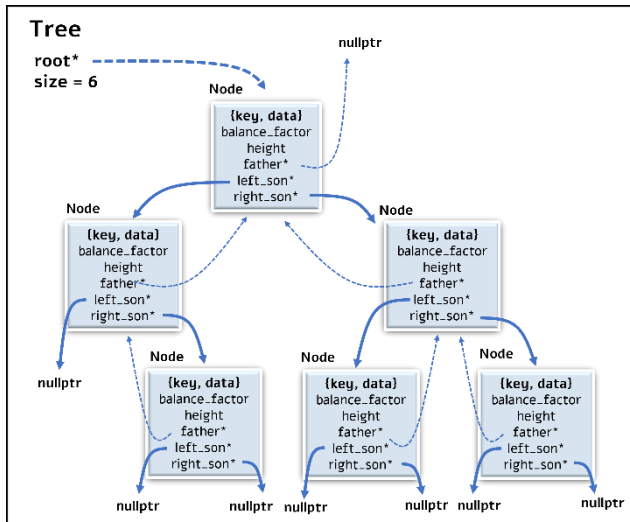 Tree
nullptr
root*
size = 6
Node
{key, data}
balance_factor
height
father*
left_son*
right_son*
Node
{key, data}
balance_factor
height
father*
left_son*
right_son*
Node
{key, data}
balance_factor
height
father*
left_son*
right_son*
nullptr
Node
{key, data}
balance_factor
height
father*
left_son*
right_son*
Node
{key, data}
balance_factor
height
father*
left_son*
right_son*
Node
{key, data}
balance_factor
height
father*
left_son*
right_son*
nullptr
nullptr
nullptr
nullptr
nullptr
nullptr